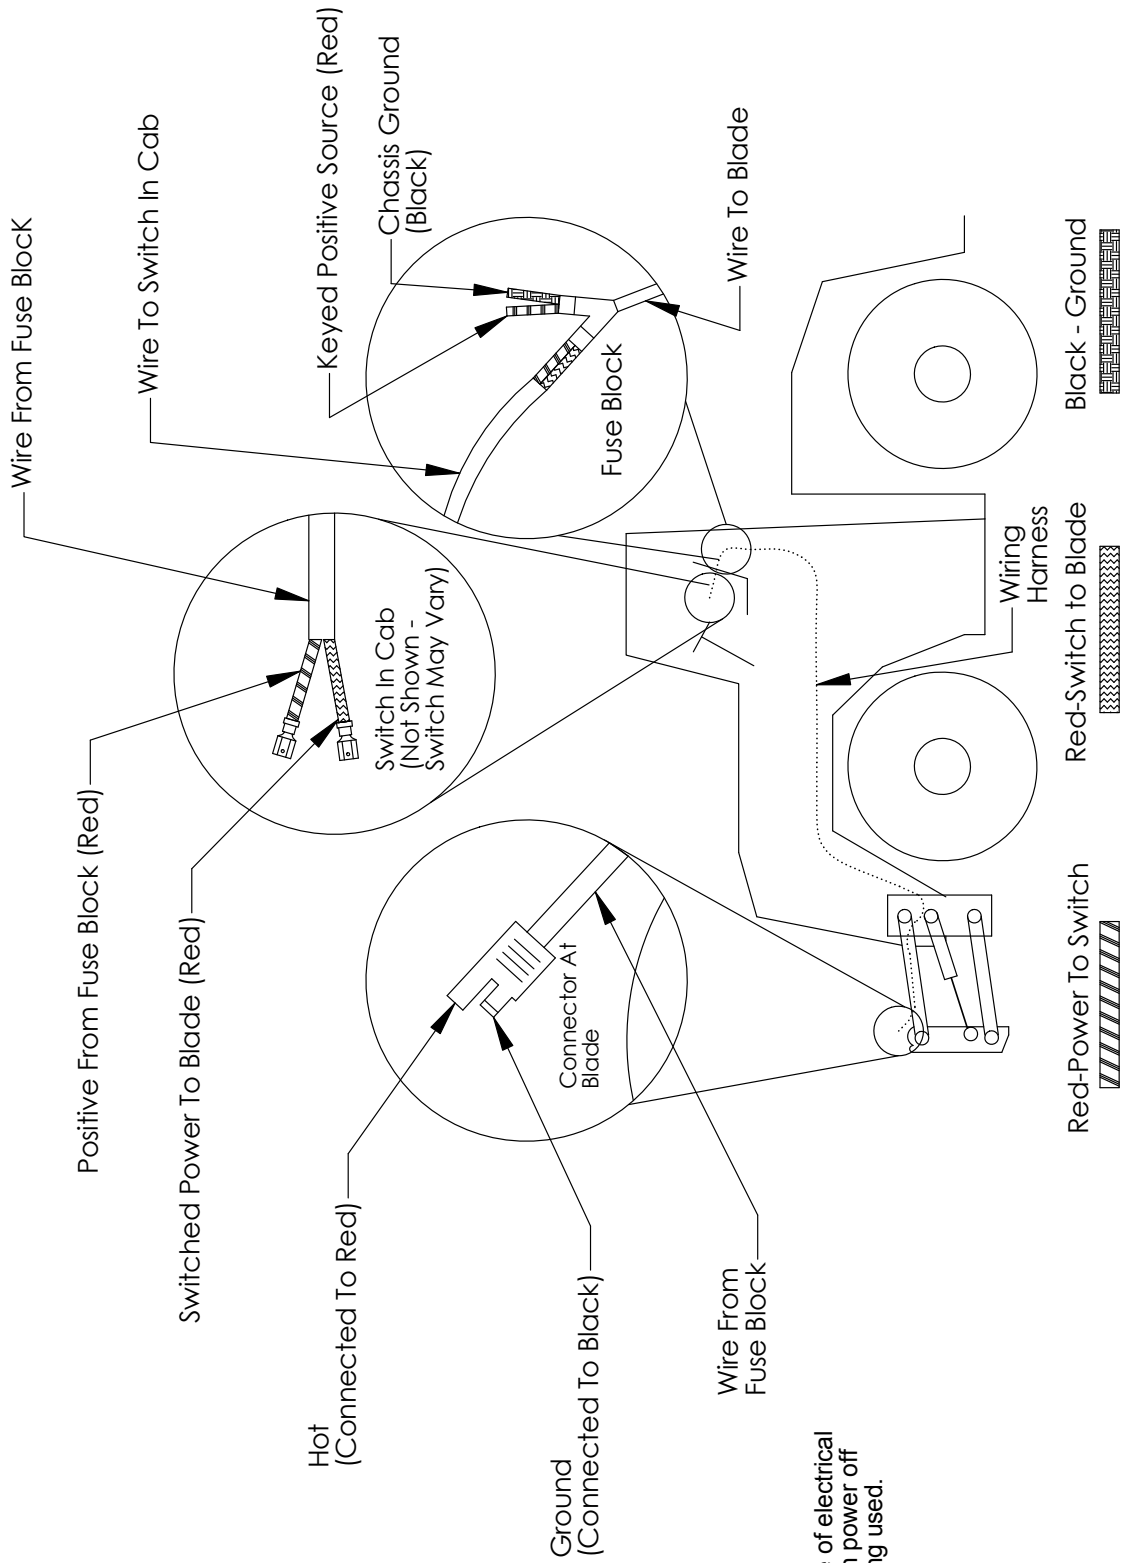 Wire From Fuse BlocK
Wire To Switch In Cab
Keyed Positive Source (Red)
Chassis Ground
(Black)
Positive From Fuse Block (Red)
Switched Power To Blade (Red)
Switch In Cab
(Not Shown -
Switch May Vary)
Fuse Block
Wire To Blade
Hot
(Connected To Red)
Ground
(Connected To Black)
Connector At
Blade
Wire From
Fuse Block
Wiring
Harness
of electrical
power off
used.
Red-Power To Switch
Red-Switch to Blade
Black - Ground